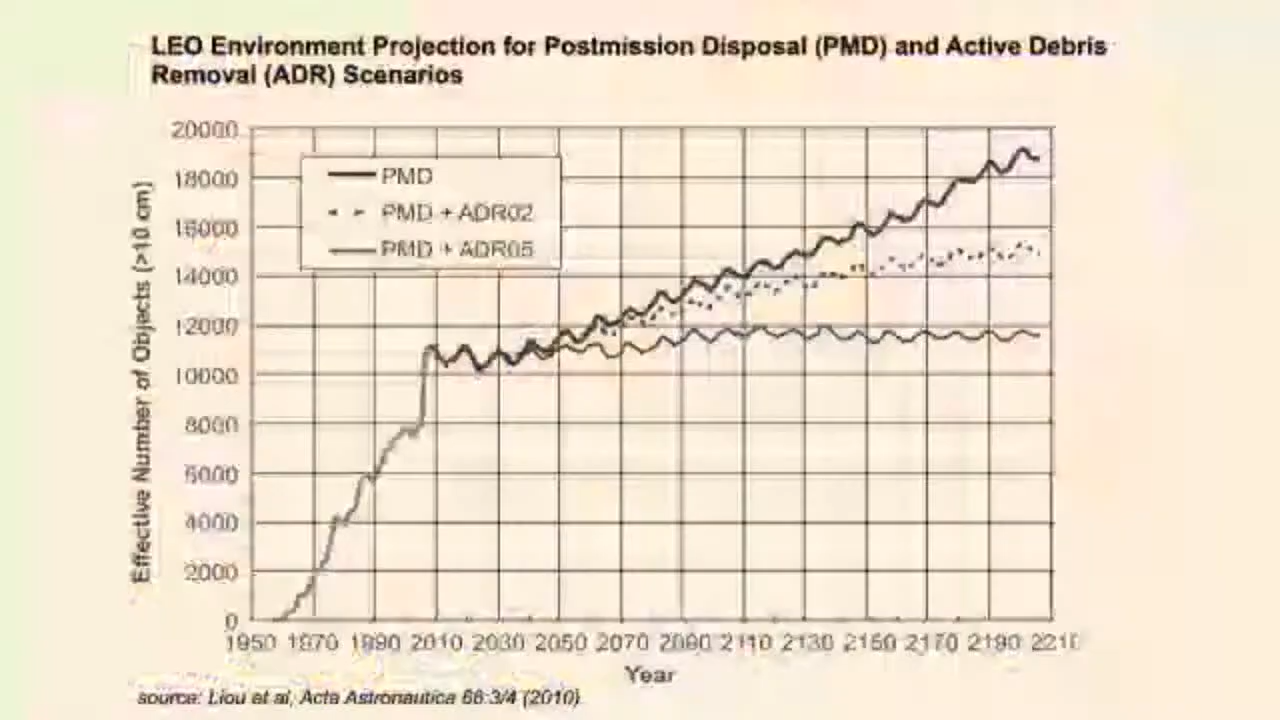 LEO Environment Projection for Postmission Disposal (PMD) and Active Debris
Removal (ADR) Scenarios
20000
18000
16000
14000
12000
10000
8000
6000
4000
2000
0
Effective Number of Objects (>10 cm)
PMD
PMD + ADR02
PMD + ADR05
1950 1970 1990 2010 2030 2050 2070 2090 2110 2130 2150 2170 2190 2210
Year
source: Liou et al, Acta Astronautica 66:3/4 (2010)